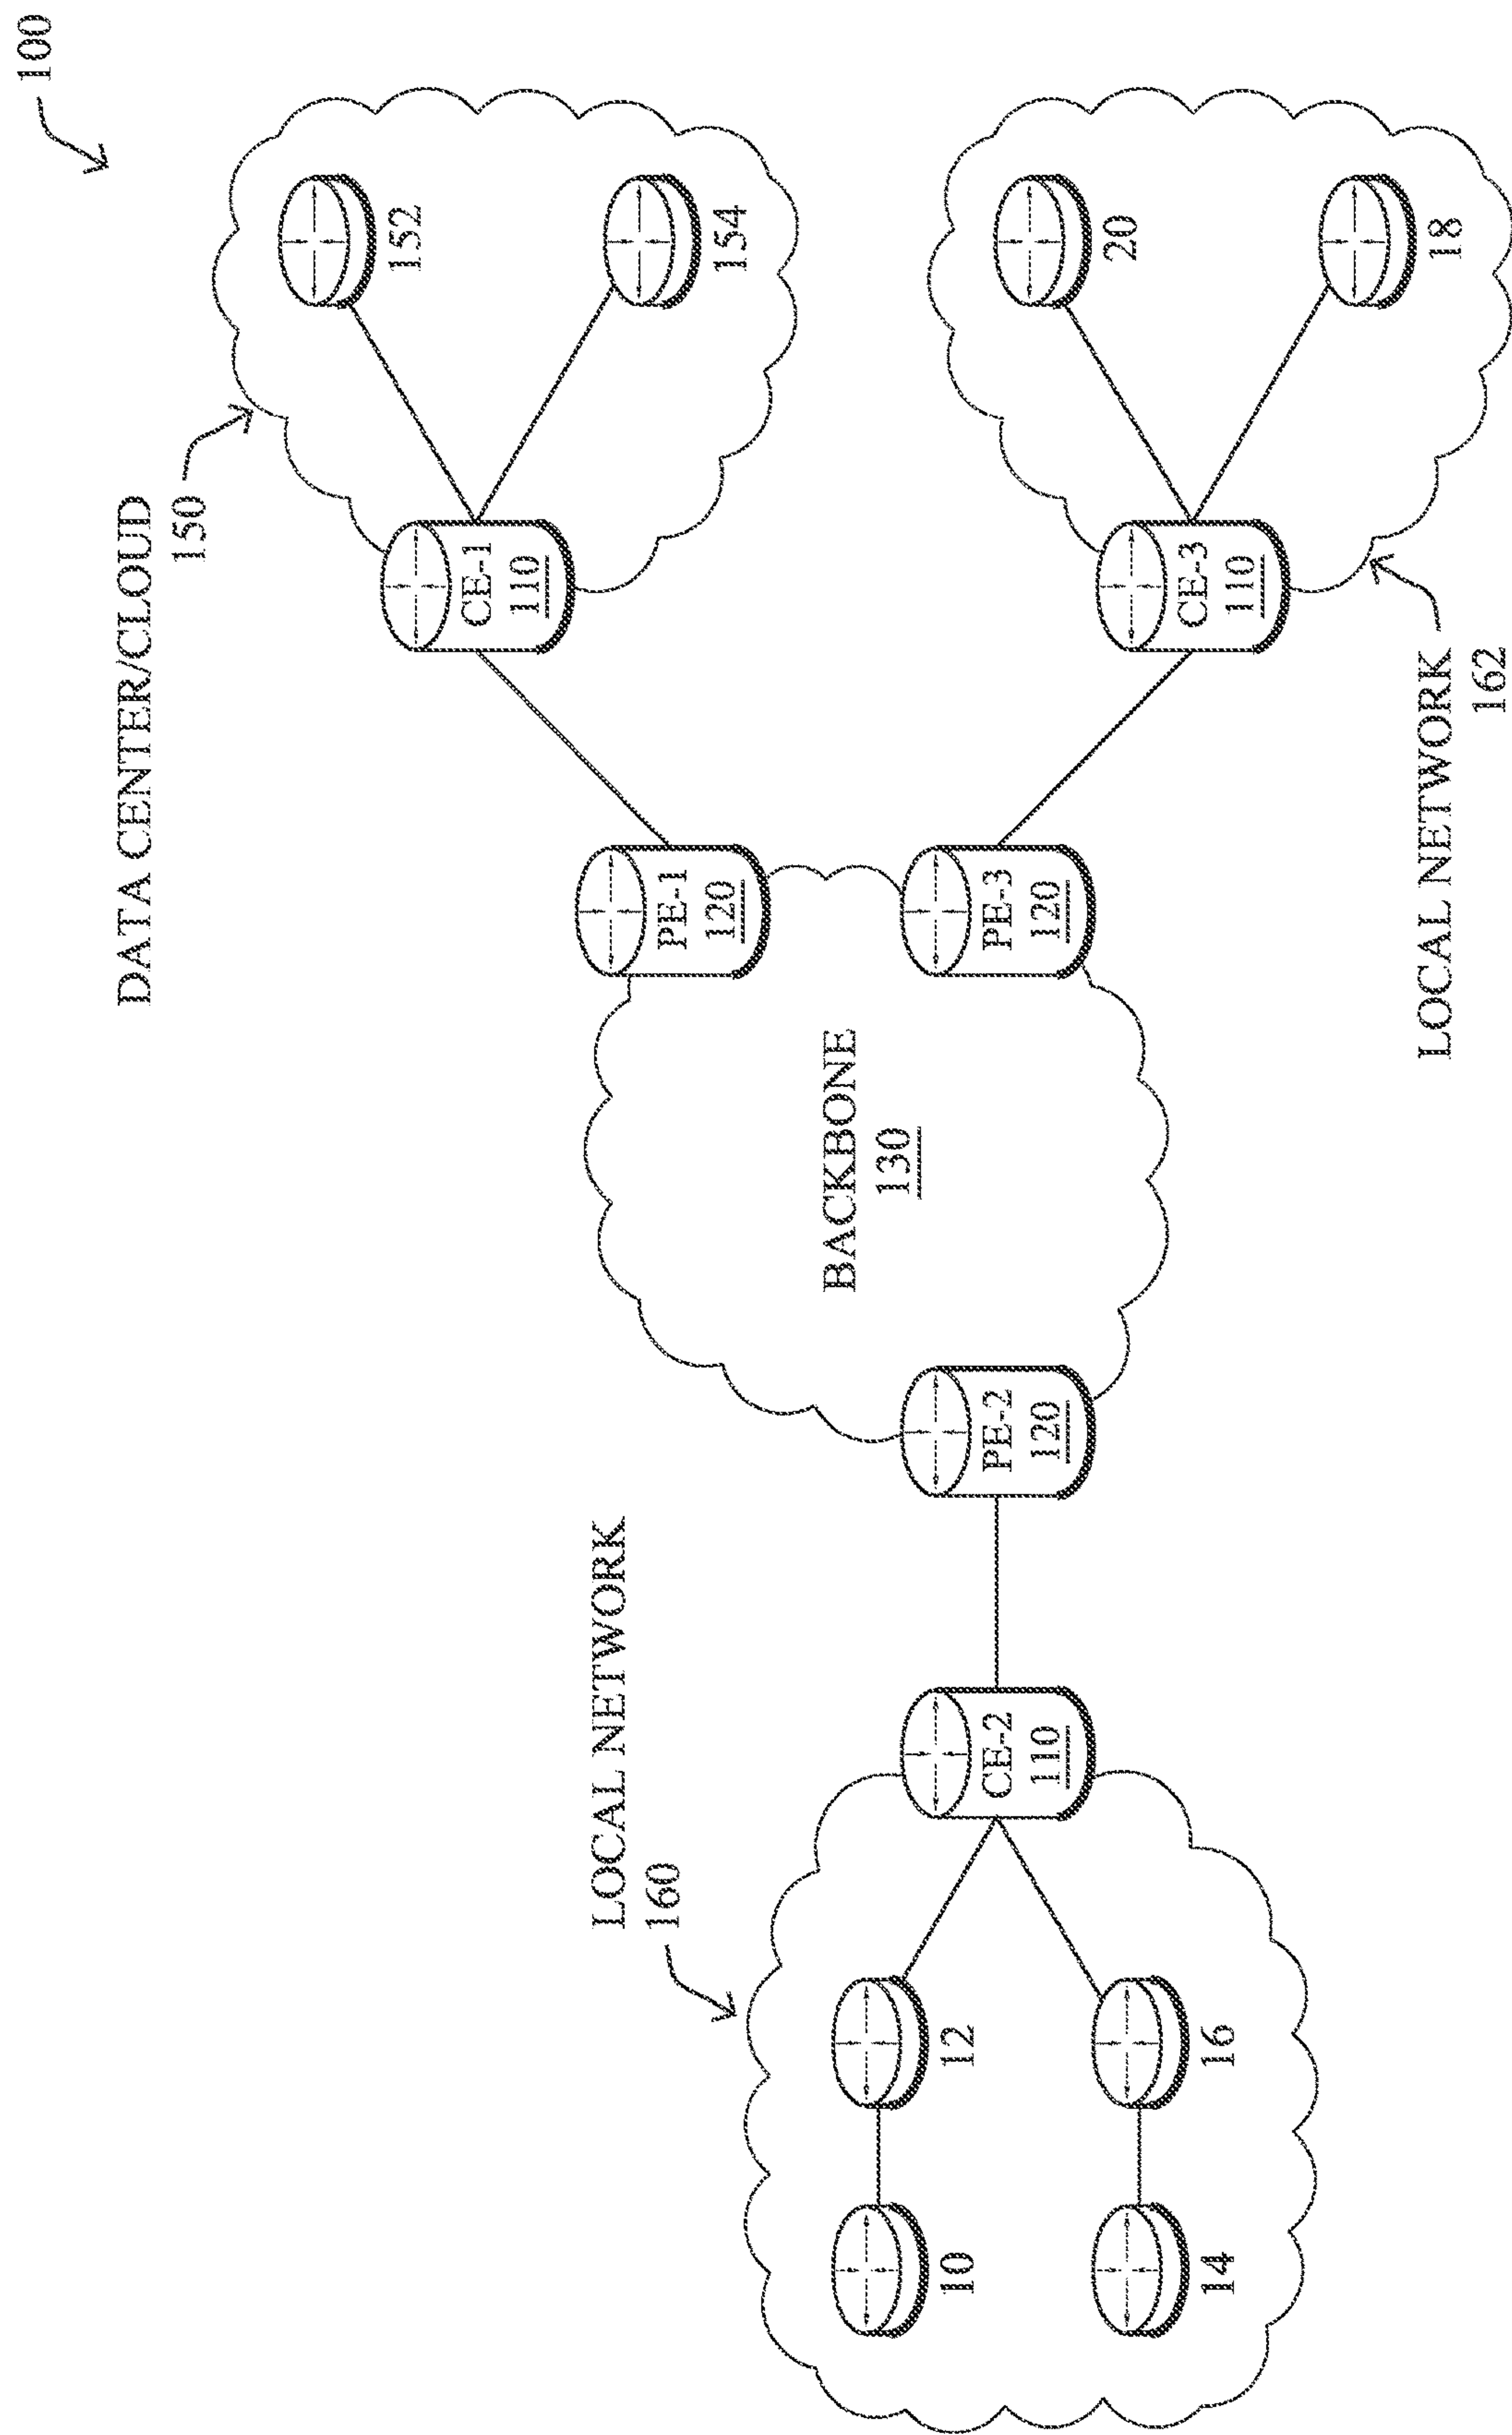 100
DATA CENTER/CLOUD
150
152
154
CE-1
110
PE-1
120
LOCAL NETWORK
160
BACKBONE
130
10
12
CE-2
110
PE-2
120
PE-3
120
CE-3
110
20
14
16
18
LOCAL NETWORK
162